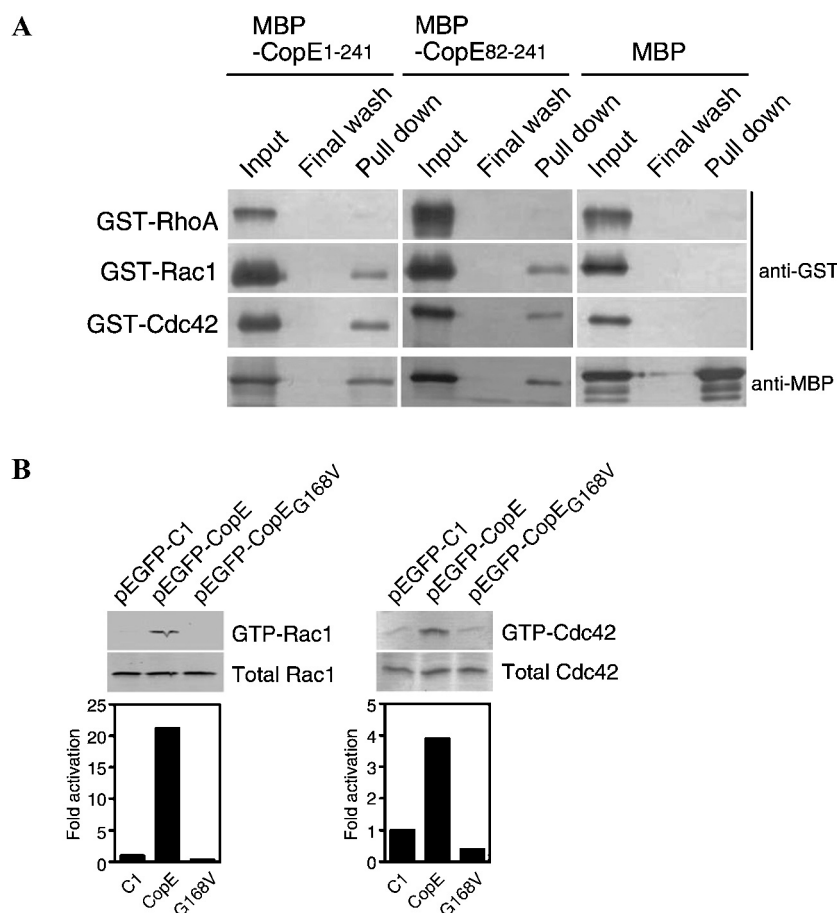 A
MBP
-CopE1-241
MBP
-CopE82-241
MBP
Input
Final wash
Pull down
Input
Final wash
Pull down
Input
Final wash
Pull down
GST-RhoA
GST-Rac1
GST-Cdc42
anti-GST
anti-MBP
B
pEGFP-C1
pEGFP-CopE
pEGFP-CopEG168V
GTP-Rac1
Total Rac1
Fold activation
25
20
15
10
5
0
C1
CopE
G168V
pEGFP-C1
pEGFP-CopE
pEGFP-CopEG168V
GTP-Cdc42
Total Cdc42
Fold activation
5
4
3
2
1
0
C1
CopE
G168V